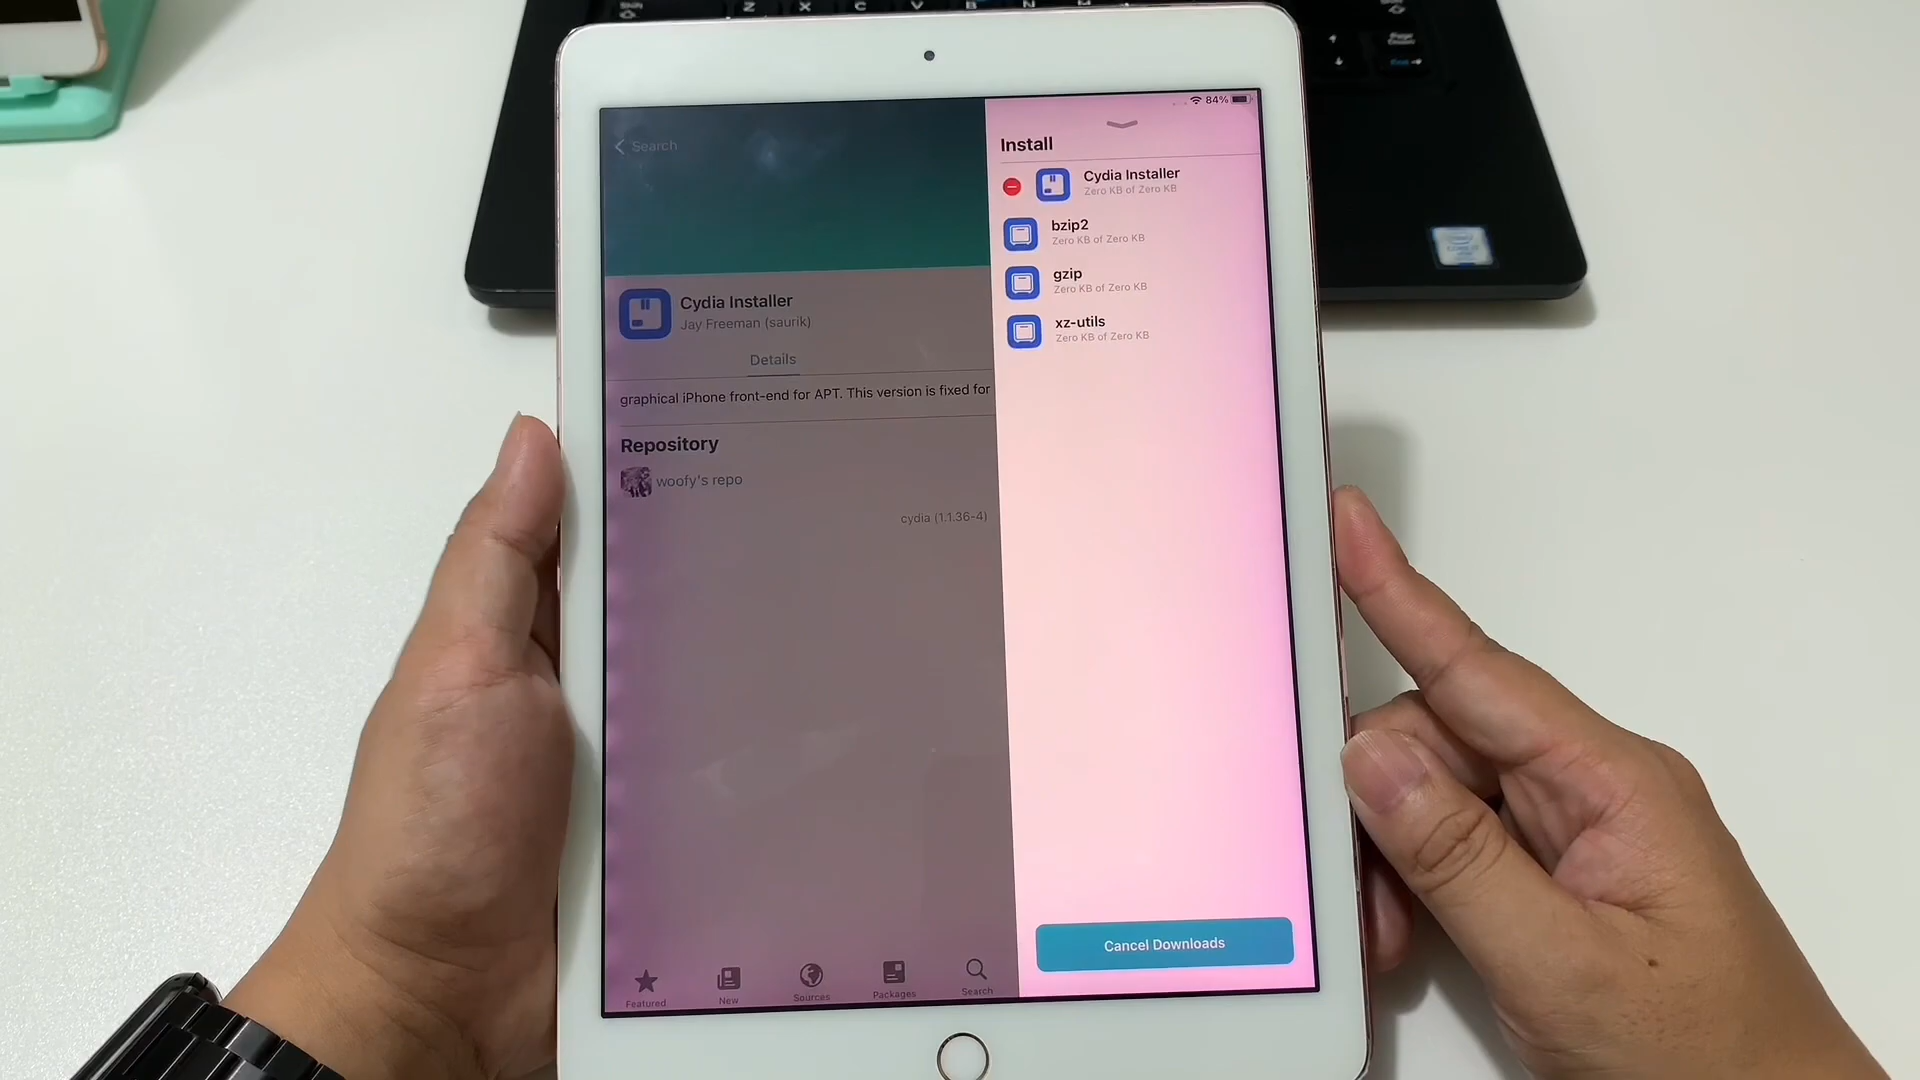 Z X C V B N M
84%
Search
Install
Cydia Installer
Zero KB of Zero KB
bzip2
Zero KB of Zero KB
gzip
Zero KB of Zero KB
xz-utils
Zero KB of Zero KB
Cydia Installer
Jay Freeman (saurik)
Details
graphical iPhone front-end for APT. This version is fixed for
Repository
woofy's repo
cydia (1.1.36-4)
Cancel Downloads
Featured
New
Sources
Packages
Search